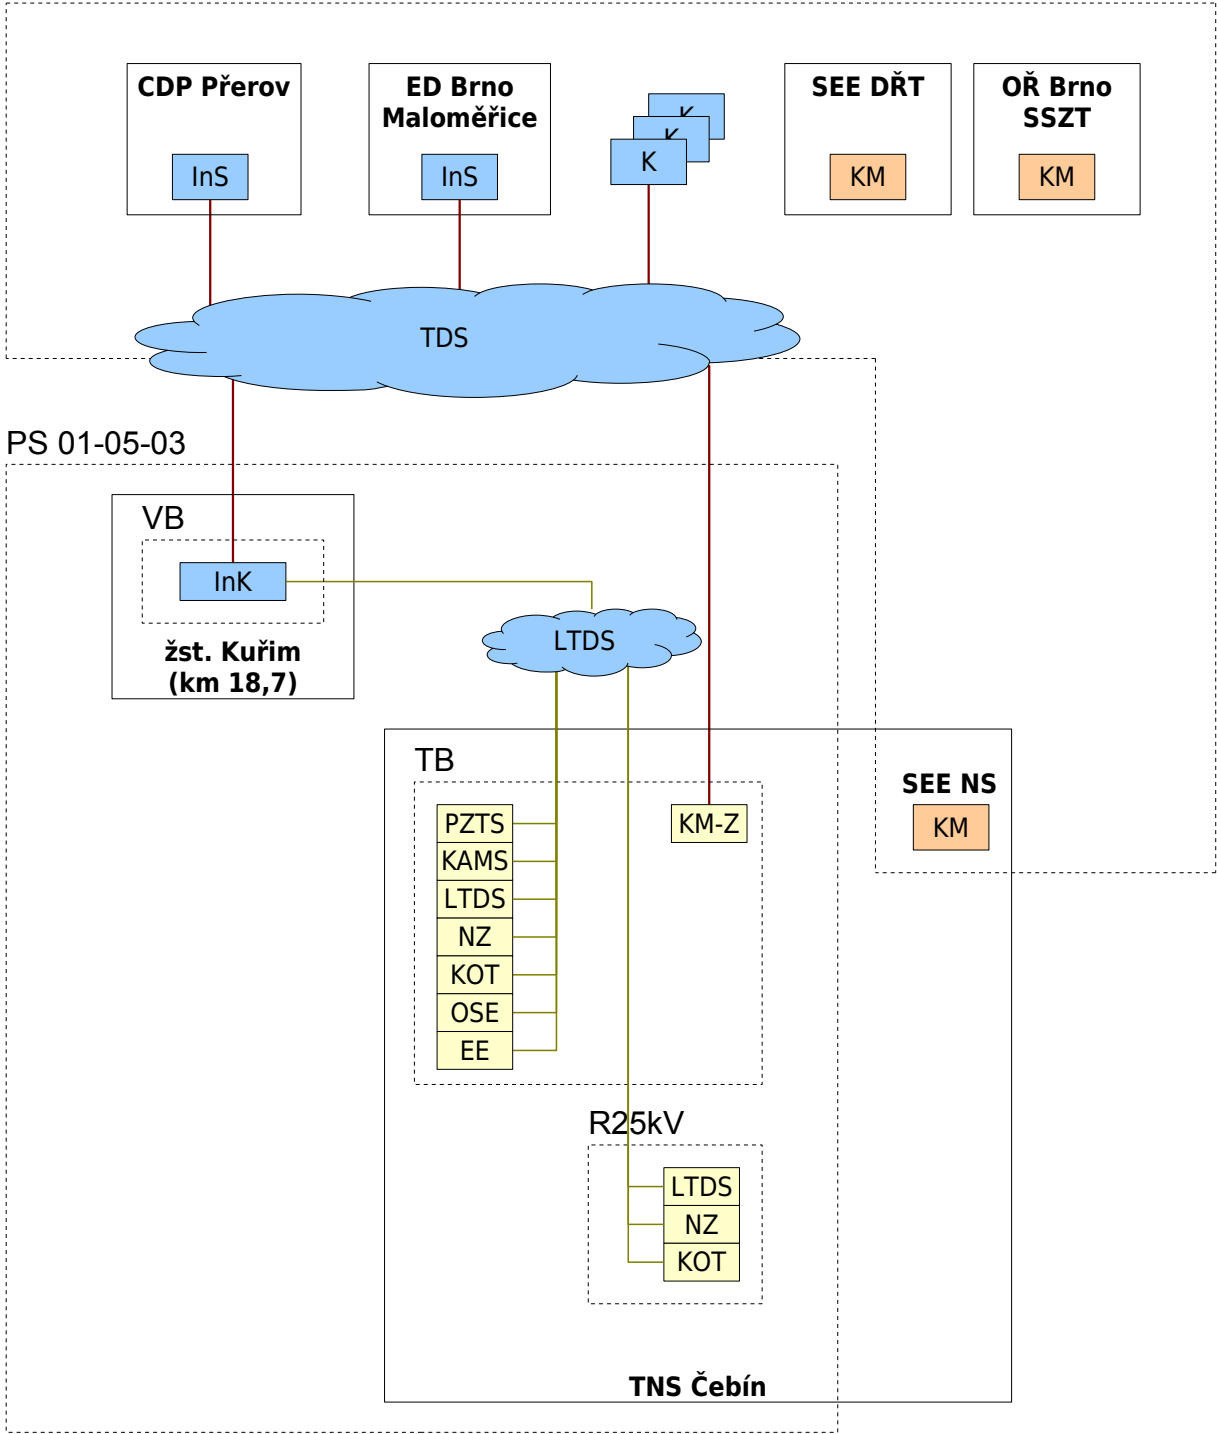 CDP Přerov
InS
ED Brno
Maloměřice
InS
K
K
K
SEE DŘT
KM
OŘ Brno
SSZT
KM
TDS
PS 01-05-03
VB
InK
žst. Kuřim
(km 18,7)
LTDS
TB
PZTS
KAMS
LTDS
NZ
KOT
OSE
EE
KM-Z
SEE NS
KM
R25kV
LTDS
NZ
KOT
TNS Čebín